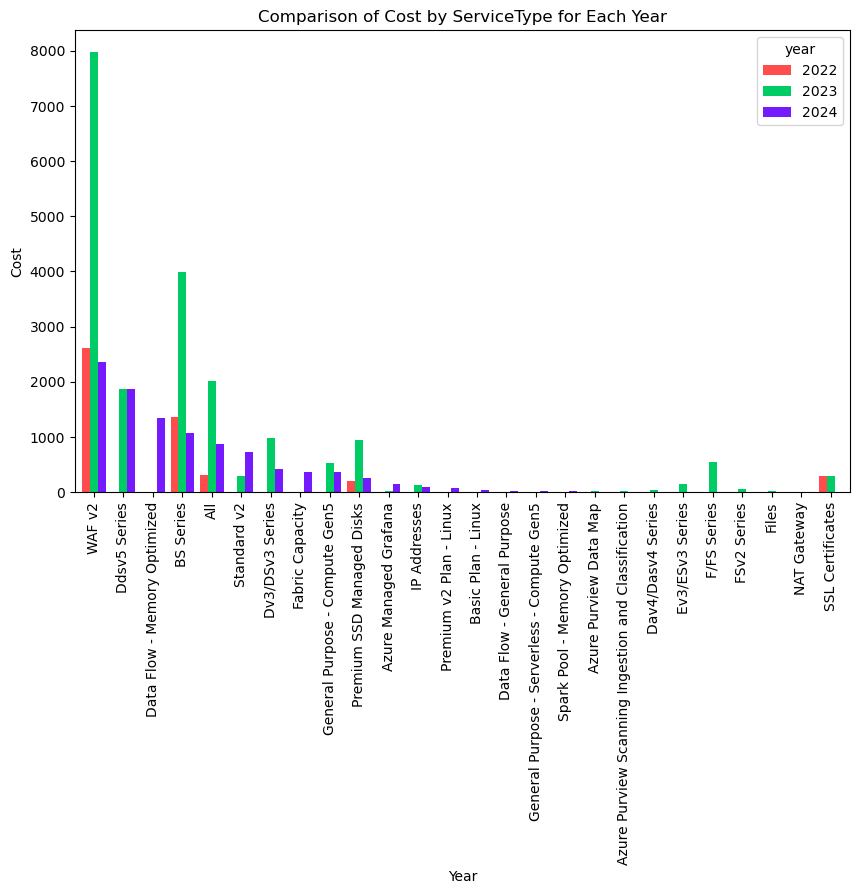 Comparison of Cost by ServiceType for Each Year
year
2022
2023
2024
Cost
8000
7000
6000
5000
4000
3000
2000
1000
0
WAF v2
Ddsv5 Series
Data Flow - Memory Optimized
BS Series
All
Standard v2
Dv3/DSv3 Series
Fabric Capacity
General Purpose - Compute Gen5
Premium SSD Managed Disks
Azure Managed Grafana
IP Addresses
Premium v2 Plan - Linux
Basic Plan - Linux
Data Flow - General Purpose
General Purpose - Serverless - Compute Gen5
Spark Pool - Memory Optimized
Azure Purview Data Map
Azure Purview Scanning Ingestion and Classification
Dav4/Dasv4 Series
Ev3/ESv3 Series
F/FS Series
FSv2 Series
Files
NAT Gateway
SSL Certificates
Year